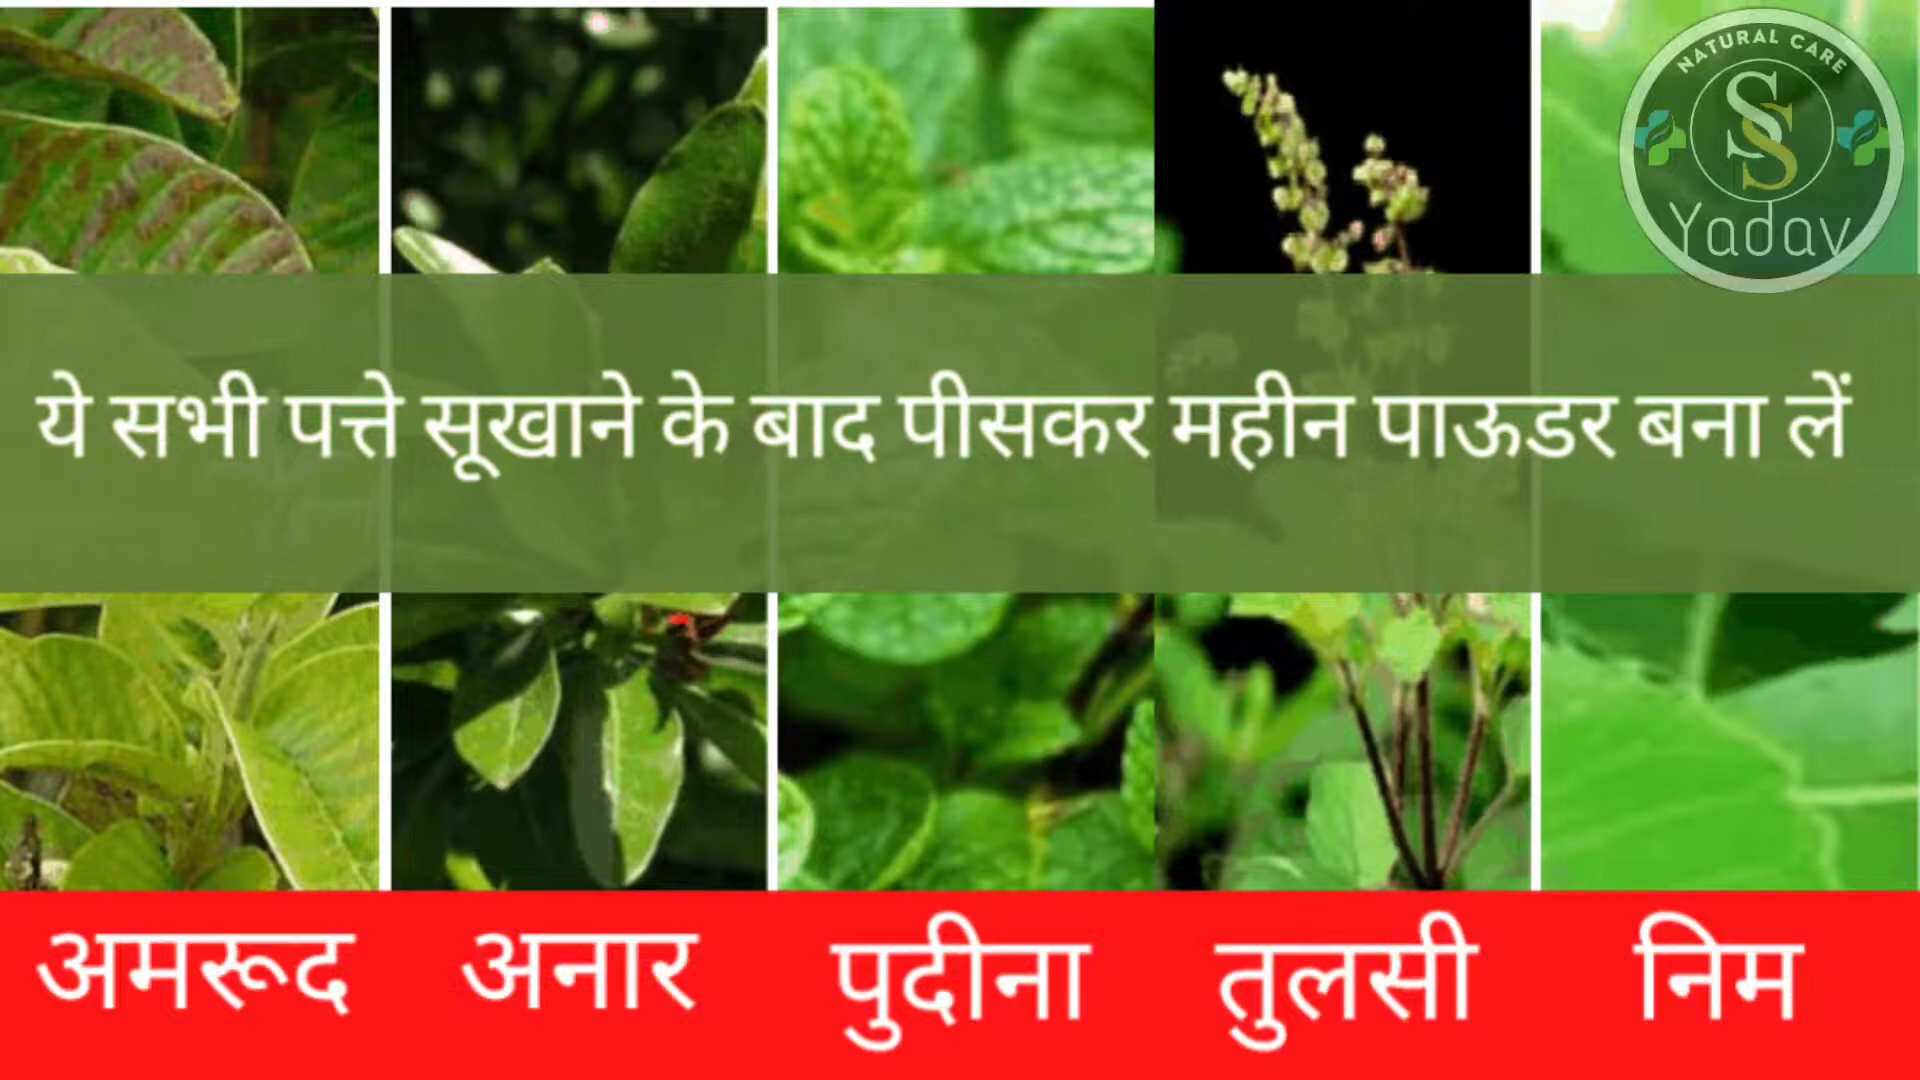 NATURAL CARE
SS
Yadav
ये सभी पत्ते सूखाने के बाद पीसकर महीन पाऊडर बना लें
अमरूद अनार पुदीना तुलसी निम